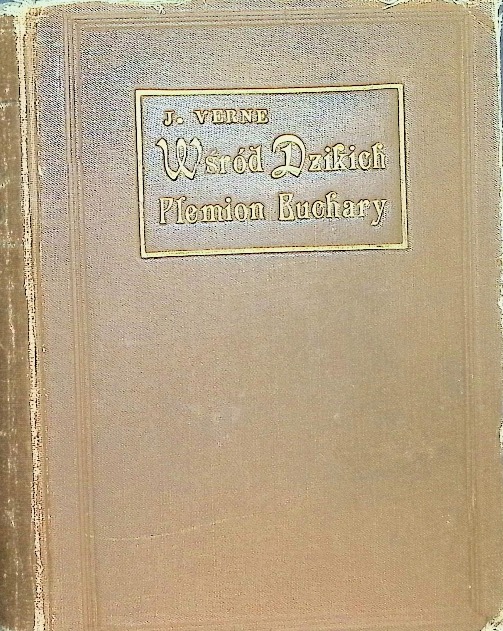 J. VERNE
Wśród Dzikich
Plemion Buchary